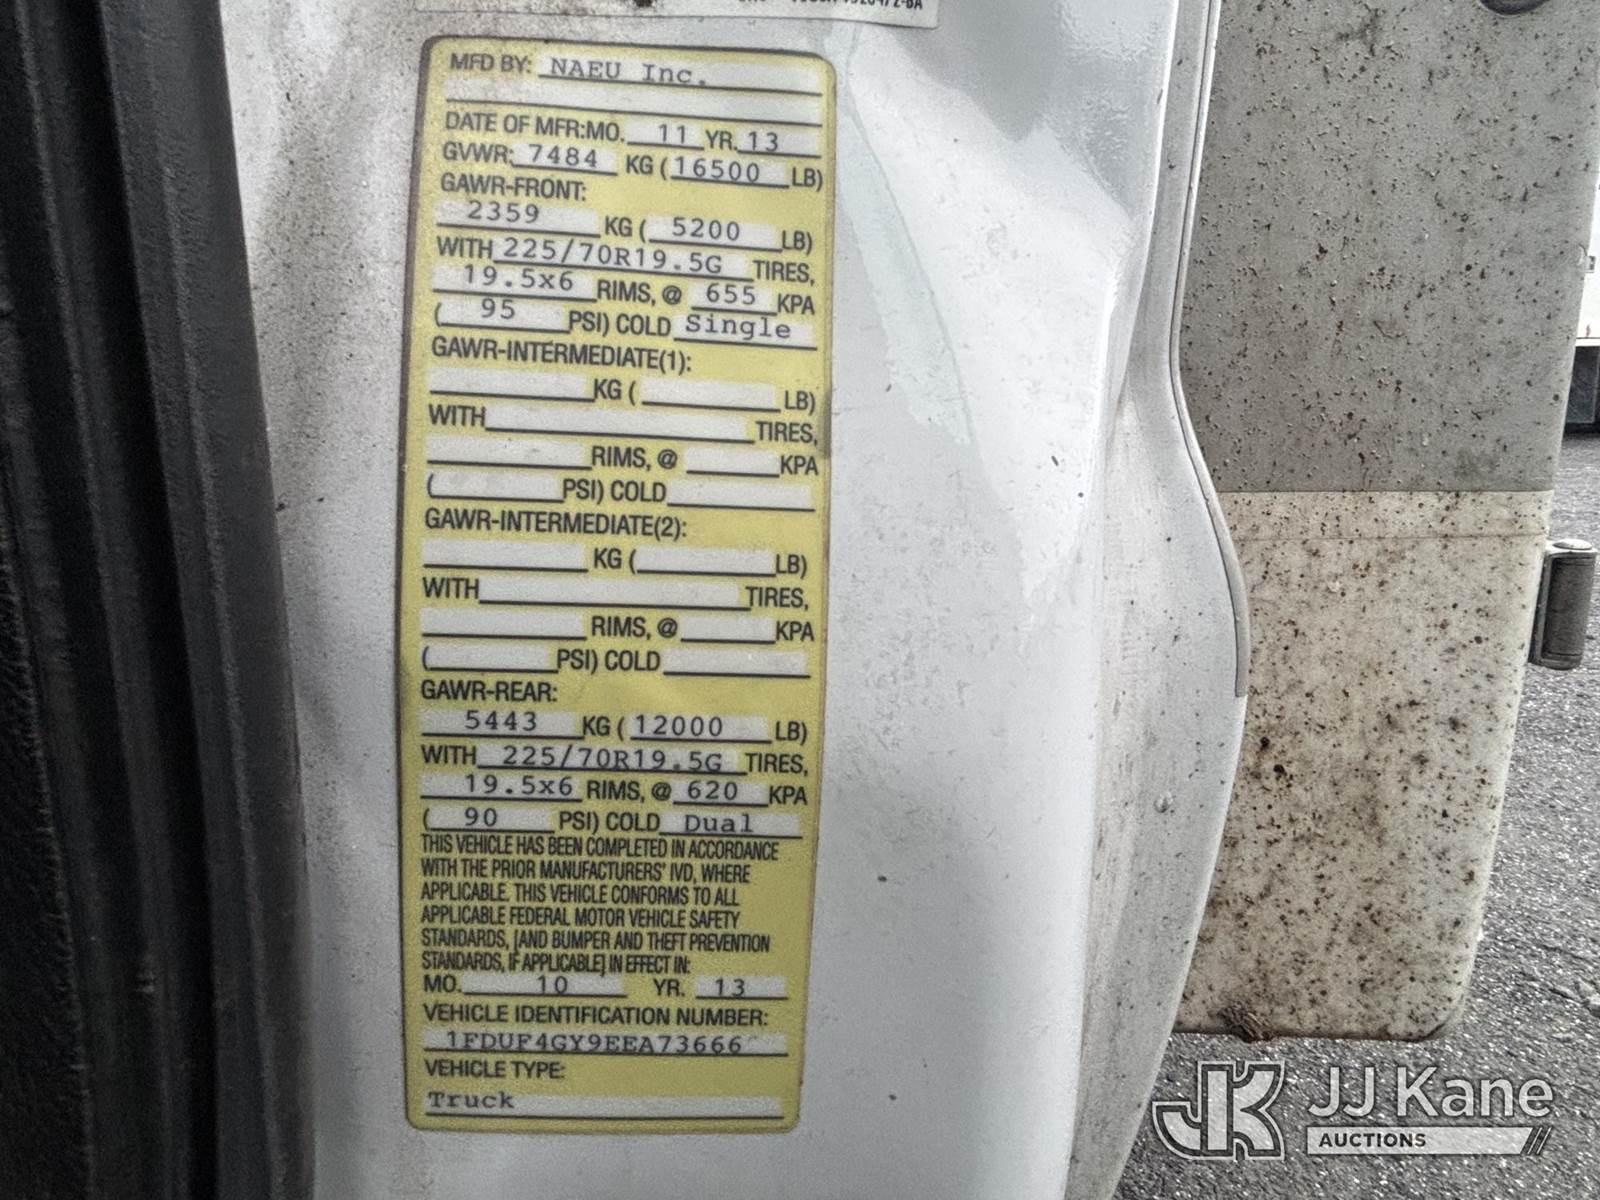 MFD BY: NAEU Inc.
DATE OF MFR:MO. 11 YR. 13
GVWR: 7484 KG (16500 LB)
GAWR-FRONT:
2359 KG ( 5200 LB)
WITH 225/70R19.5G TIRES,
19.5x6 RIMS, @ 655 KPA
( 95 PSI) COLD Single
GAWR-INTERMEDIATE(1):
KG ( LB)
WITH TIRES,
RIMS, @ KPA
( PSI) COLD
GAWR-INTERMEDIATE(2):
KG ( LB)
WITH TIRES,
RIMS, @ KPA
( PSI) COLD
GAWR-REAR:
5443 KG ( 12000 LB)
WITH 225/70R19.5G TIRES,
19.5x6 RIMS, @ 620 KPA
( 90 PSI) COLD Dual
THIS VEHICLE HAS BEEN COMPLETED IN ACCORDANCE
WITH THE PRIOR MANUFACTURERS' IVD, WHERE
APPLICABLE. THIS VEHICLE CONFORMS TO ALL
APPLICABLE FEDERAL MOTOR VEHICLE SAFETY
STANDARDS, [AND BUMPER AND THEFT PREVENTION
STANDARDS, IF APPLICABLE] IN EFFECT IN:
MO. 10 YR. 13
VEHICLE IDENTIFICATION NUMBER:
1FDUF4GY9EEA73666
VEHICLE TYPE:
Truck
JK JJ Kane
AUCTIONS